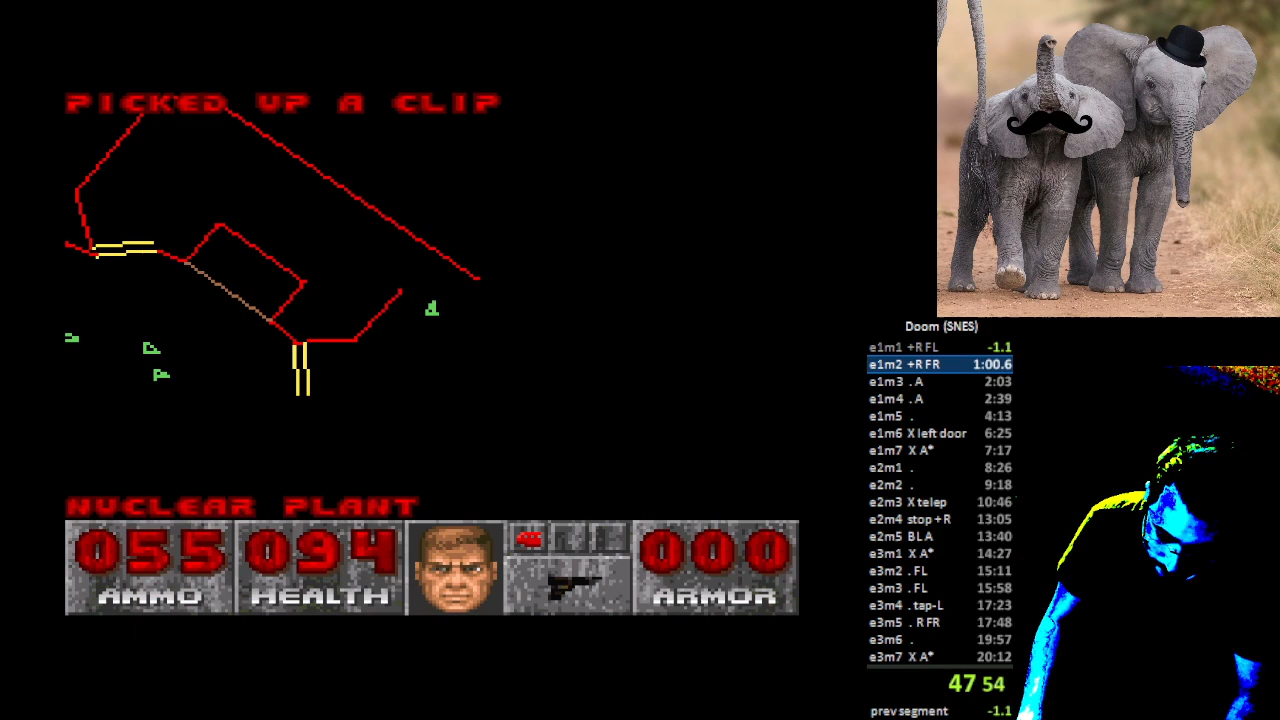 PICKED UP A CLIP
NUCLEAR PLANT
055 094 000
AMMO HEALTH ARMOR
Doom (SNES)
e1m1 +R FL -1.1
e1m2 +R FR 1:00.6
e1m3 . A 2:03
e1m4 . A 2:39
e1m5 . 4:13
e1m6 X left door 6:25
e1m7 X A* 7:17
e2m1 . 8:26
e2m2 . 9:18
e2m3 X telep 10:46
e2m4 stop+R 13:05
e2m5 BL A 13:40
e3m1 X A* 14:27
e3m2 . FL 15:11
e3m3 . FL 15:58
e3m4 . tap-L 17:23
e3m5 . R FR 17:48
e3m6 . 19:57
e3m7 X A* 20:12
47 54
prev segment -1.1